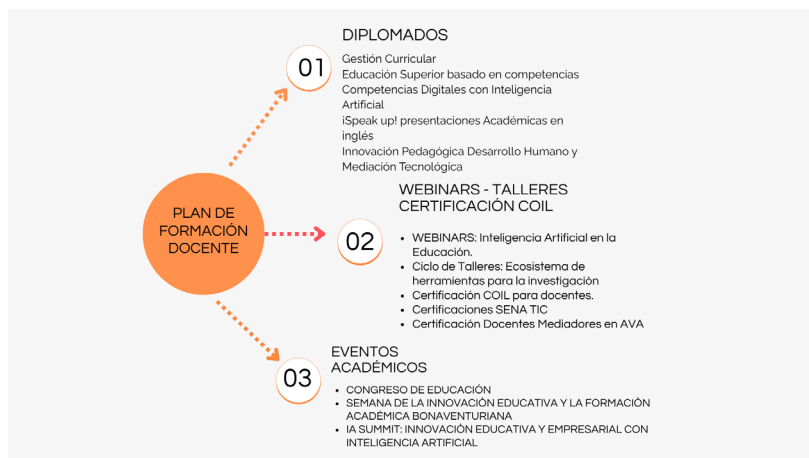 PLAN DE
FORMACIÓN
DOCENTE
01
DIPLOMADOS
Gestión Curricular
Educación Superior basado en competencias
Competencias Digitales con Inteligencia
Artificial
¡Speak up! presentaciones Académicas en
inglés
Innovación Pedagógica Desarrollo Humano y
Mediación Tecnológica
02
WEBINARS - TALLERES
CERTIFICACIÓN COIL
• WEBINARS: Inteligencia Artificial en la
Educación.
• Ciclo de Talleres: Ecosistema de
herramientas para la investigación
• Certificación COIL para docentes.
• Certificaciones SENA TIC
• Certificación Docentes Mediadores en AVA
03
EVENTOS
ACADÉMICOS
• CONGRESO DE EDUCACIÓN
• SEMANA DE LA INNOVACIÓN EDUCATIVA Y LA FORMACIÓN
ACADÉMICA BONAVENTURIANA
• IA SUMMIT: INNOVACIÓN EDUCATIVA Y EMPRESARIAL CON
INTELIGENCIA ARTIFICIAL